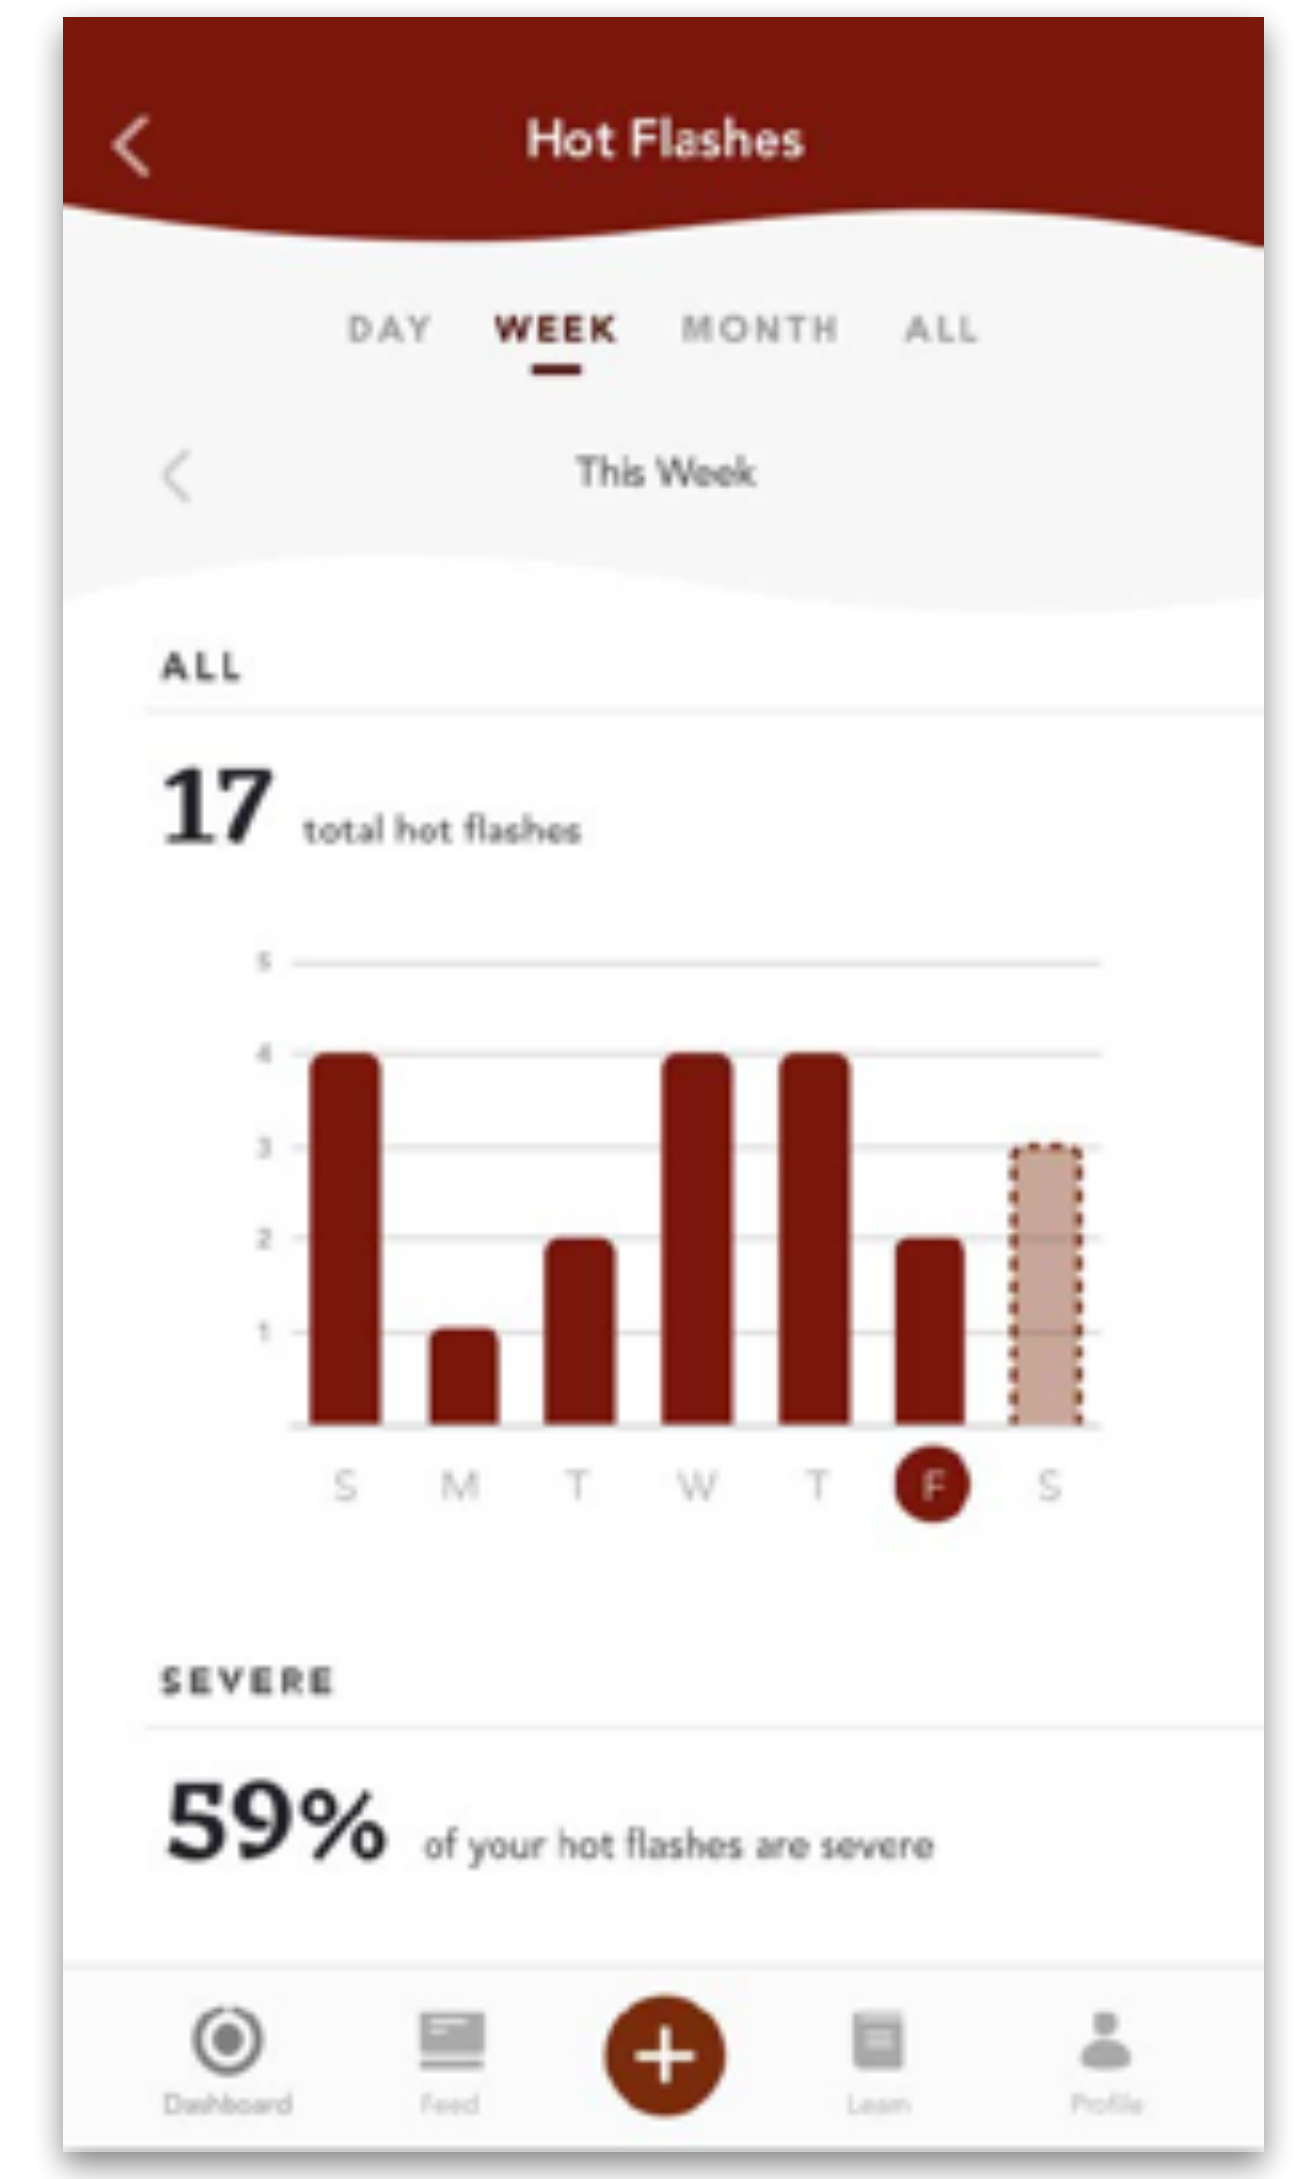 Hot Flashes
DAY WEEK MONTH ALL
This Week
ALL
17 total hot flashes
5
4
3
2
1
S M T W T F S
SEVERE
59% of your hot flashes are severe
Dashboard Feed Learn Profile